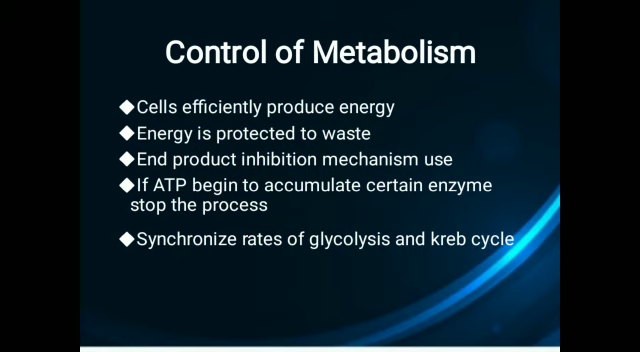 Control of Metabolism
◆Cells efficiently produce energy
◆Energy is protected to waste
◆End product inhibition mechanism use
◆If ATP begin to accumulate certain enzyme
stop the process
◆Synchronize rates of glycolysis and kreb cycle